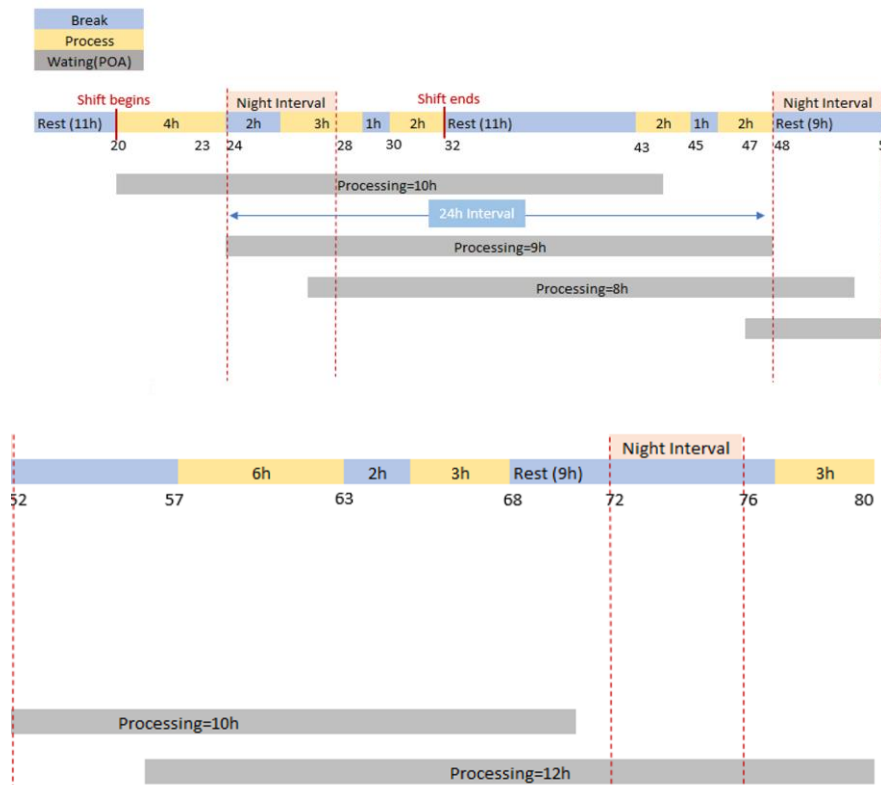 Break
Process
Wating(POA)
Shift begins
Night Interval
Shift ends
Night Interval
Rest (11h) 4h 2h 3h 1h 2h Rest (11h) 2h 1h 2h Rest (9h)
20 23 24 28 30 32 43 45 47 48
Processing=10h
24h Interval
Processing=9h
Processing=8h
Night Interval
6h 2h 3h Rest (9h) 3h
52 57 63 68 72 76 80
Processing=10h
Processing=12h